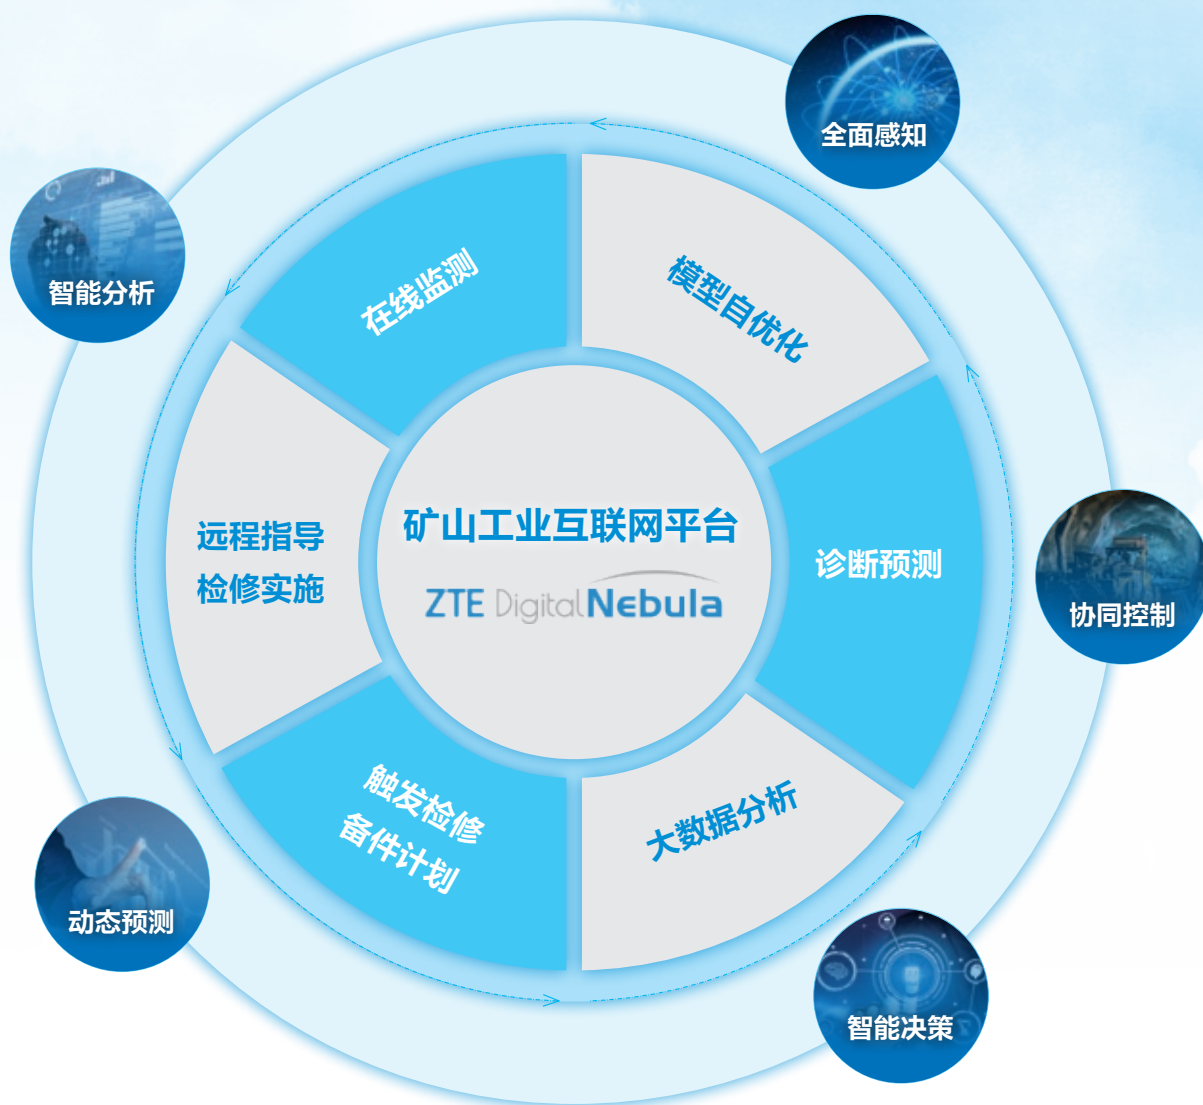 全面感知
智能分析
在线监测
模型自优化
远程指导
检修实施
矿山工业互联网平台
ZTE Digital Nebula
诊断预测
协同控制
触发检修
备件计划
大数据分析
动态预测
智能决策